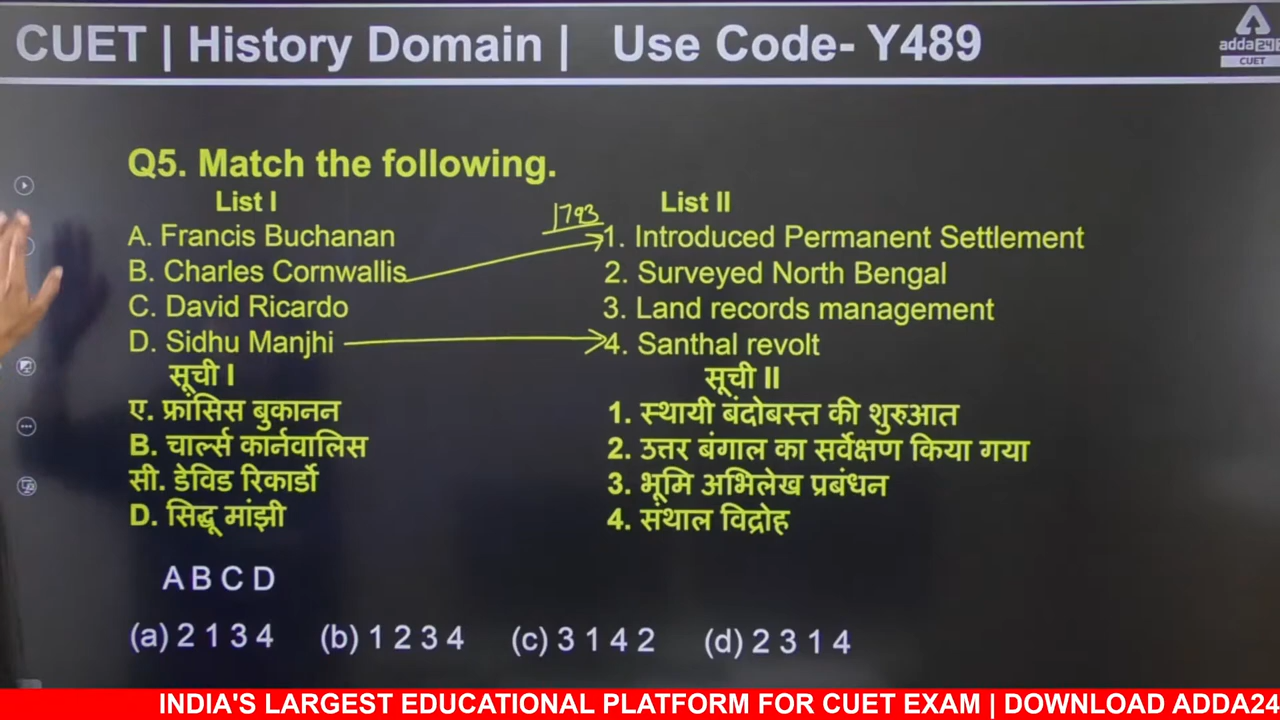 CUET | History Domain | Use Code- Y489
adda247
CUET
Q5. Match the following.
List I List II
1793
A. Francis Buchanan 1. Introduced Permanent Settlement
B. Charles Cornwallis 2. Surveyed North Bengal
C. David Ricardo 3. Land records management
D. Sidhu Manjhi 4. Santhal revolt
सूची I सूची II
ए. फ्रांसिस बुकानन 1. स्थायी बंदोबस्त की शुरुआत
B. चार्ल्स कार्नवालिस 2. उत्तर बंगाल का सर्वेक्षण किया गया
सी. डेविड रिकार्डो 3. भूमि अभिलेख प्रबंधन
D. सिद्धू मांझी 4. संथाल विद्रोह
A B C D
(a) 2 1 3 4 (b) 1 2 3 4 (c) 3 1 4 2 (d) 2 3 1 4
INDIA'S LARGEST EDUCATIONAL PLATFORM FOR CUET EXAM | DOWNLOAD ADDA24